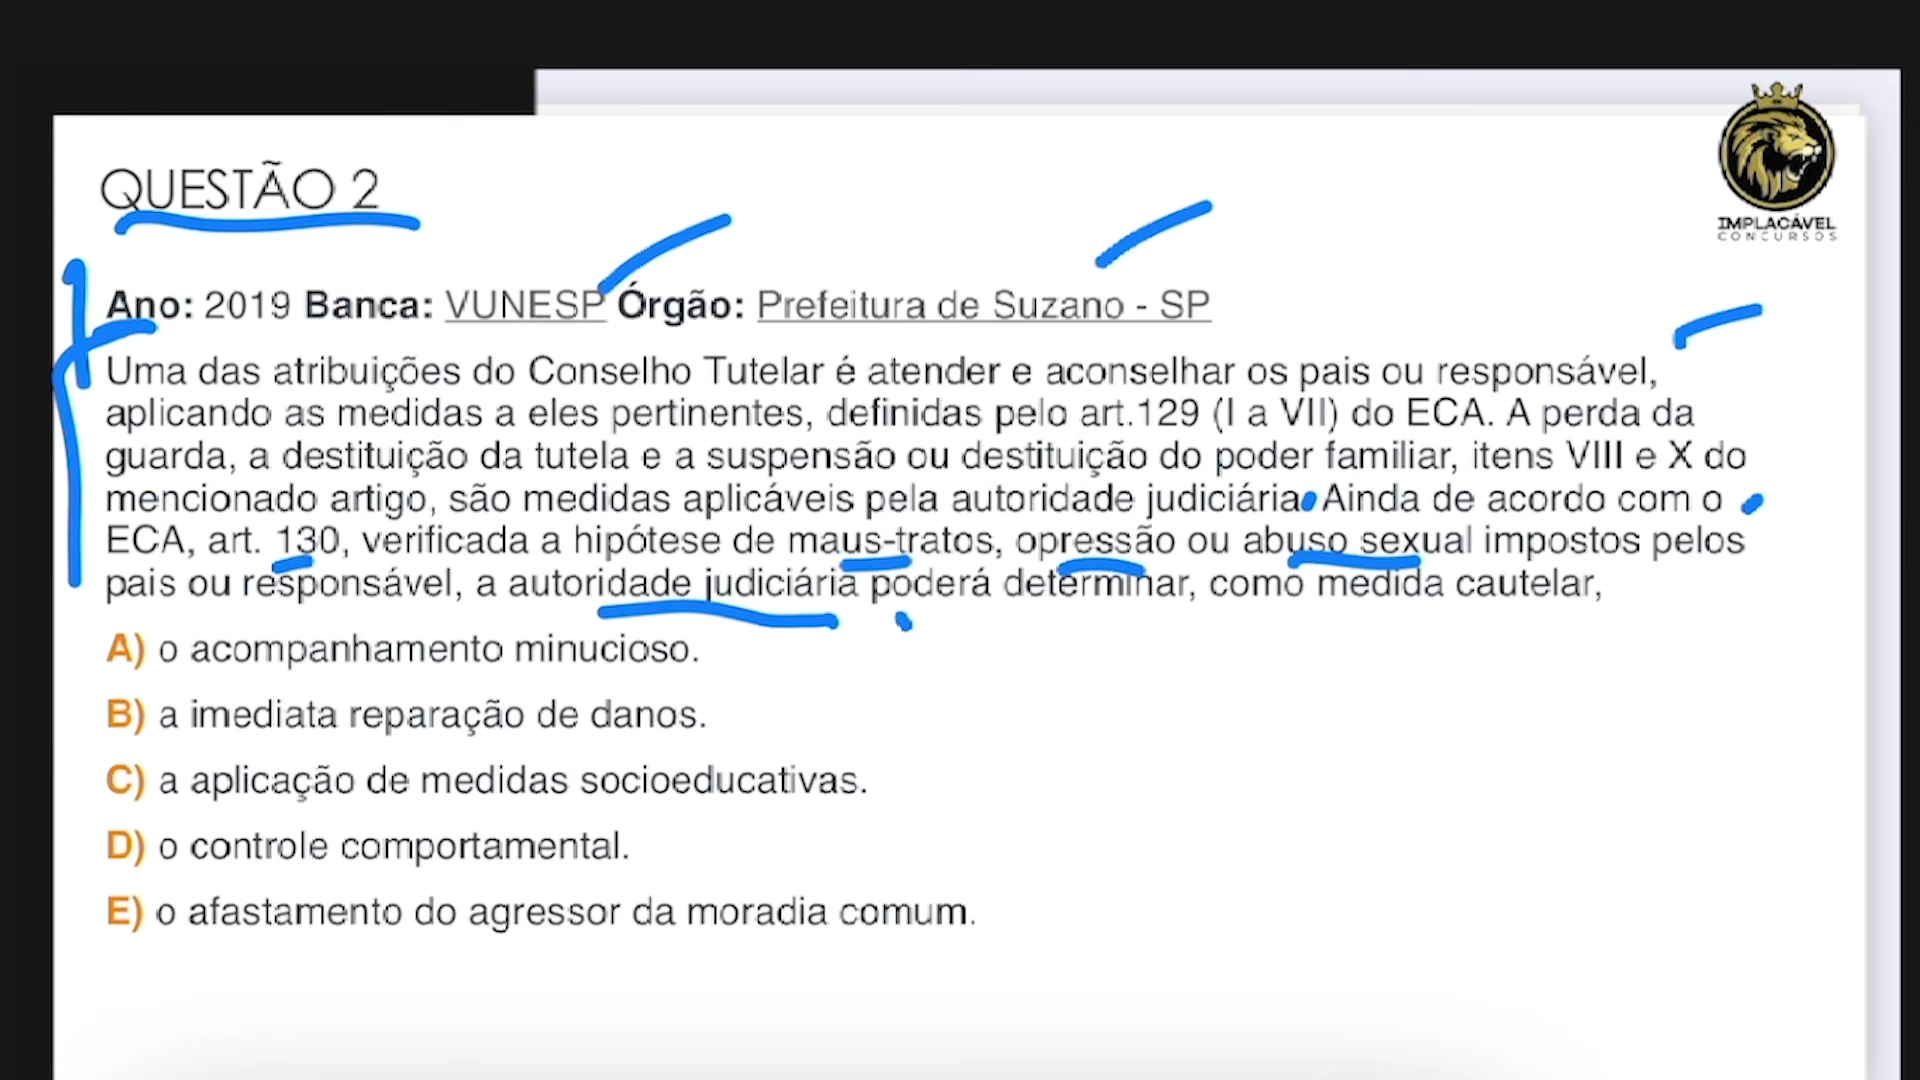 IMPLACÁVEL
CONCURSOS
QUESTÃO 2
Ano: 2019 Banca: VUNESP Órgão: Prefeitura de Suzano - SP
Uma das atribuições do Conselho Tutelar é atender e aconselhar os pais ou responsável,
aplicando as medidas a eles pertinentes, definidas pelo art.129 (I a VII) do ECA. A perda da
guarda, a destituição da tutela e a suspensão ou destituição do poder familiar, itens VIII e X do
mencionado artigo, são medidas aplicáveis pela autoridade judiciária. Ainda de acordo com o
ECA, art. 130, verificada a hipótese de maus-tratos, opressão ou abuso sexual impostos pelos
pais ou responsável, a autoridade judiciária poderá determinar, como medida cautelar,
A) o acompanhamento minucioso.
B) a imediata reparação de danos.
C) a aplicação de medidas socioeducativas.
D) o controle comportamental.
E) o afastamento do agressor da moradia comum.